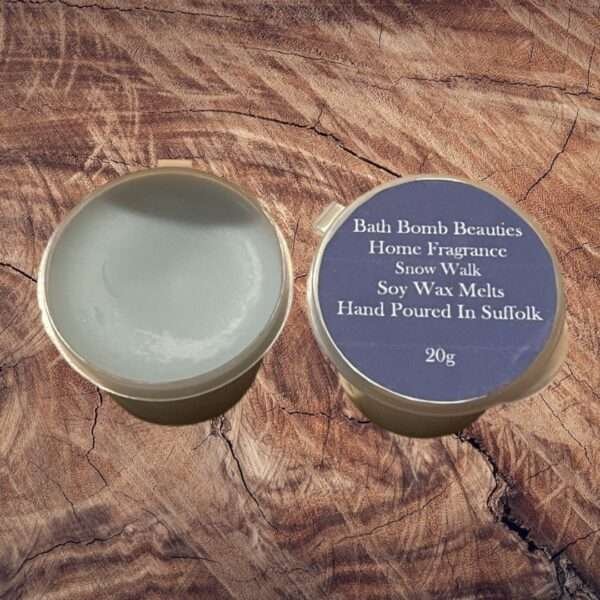 Bath Bomb Beauties
Home Fragrance
Snow Walk
Soy Wax Melts
Hand Poured In Suffolk
20g